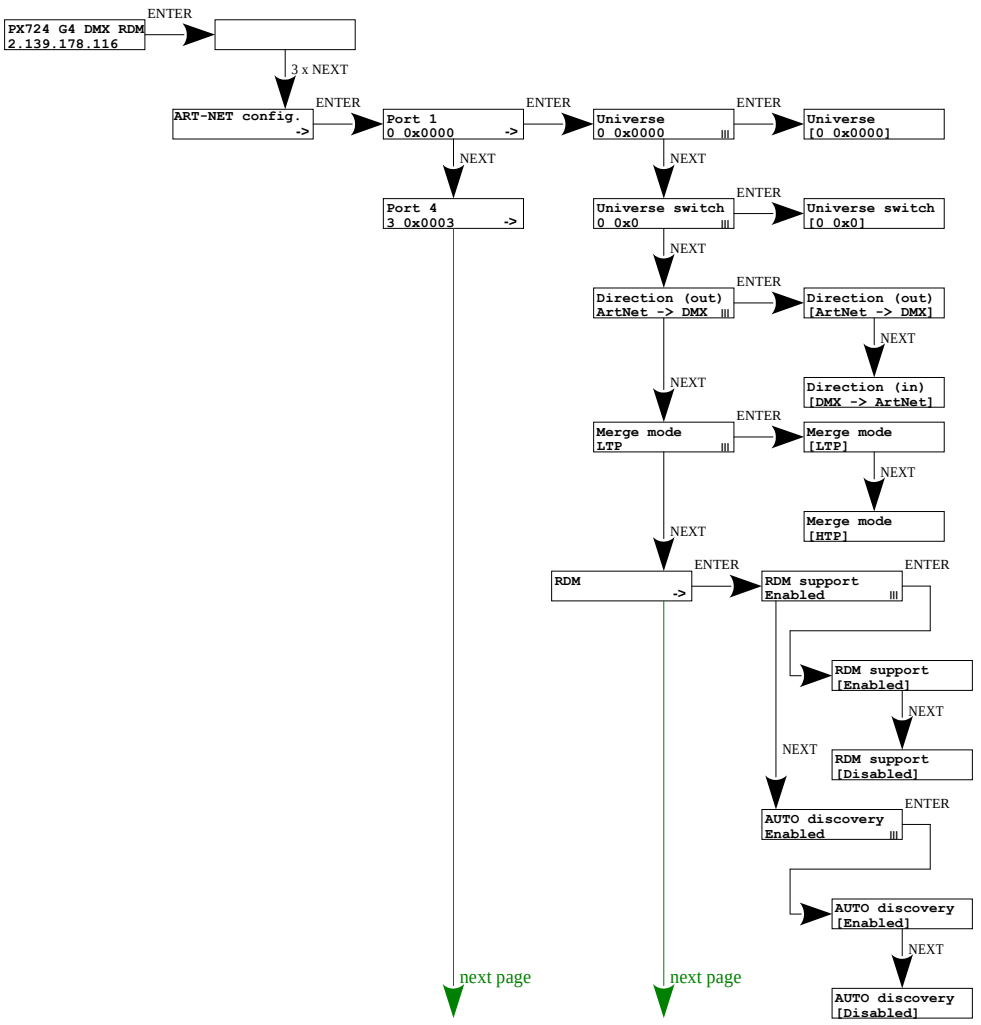 ENTER
PX724 G4 DMX RDM
2.139.178.116
3 x NEXT
ART-NET config.
->
ENTER
Port 1
0 0x0000 ->
ENTER
Universe
0 0x0000
ENTER
Universe
[0 0x0000]
NEXT
NEXT
Port 4
3 0x0003 ->
Universe switch
0 0x0
ENTER
Universe switch
[0 0x0]
NEXT
Direction (out)
ArtNet -> DMX
ENTER
Direction (out)
[ArtNet -> DMX]
NEXT
Direction (in)
[DMX -> ArtNet]
NEXT
Merge mode
LTP
ENTER
Merge mode
[LTP]
NEXT
Merge mode
[HTP]
NEXT
RDM
->
ENTER
RDM support
Enabled
ENTER
RDM support
[Enabled]
NEXT
RDM support
[Disabled]
NEXT
AUTO discovery
Enabled
ENTER
AUTO discovery
[Enabled]
NEXT
AUTO discovery
[Disabled]
next page
next page